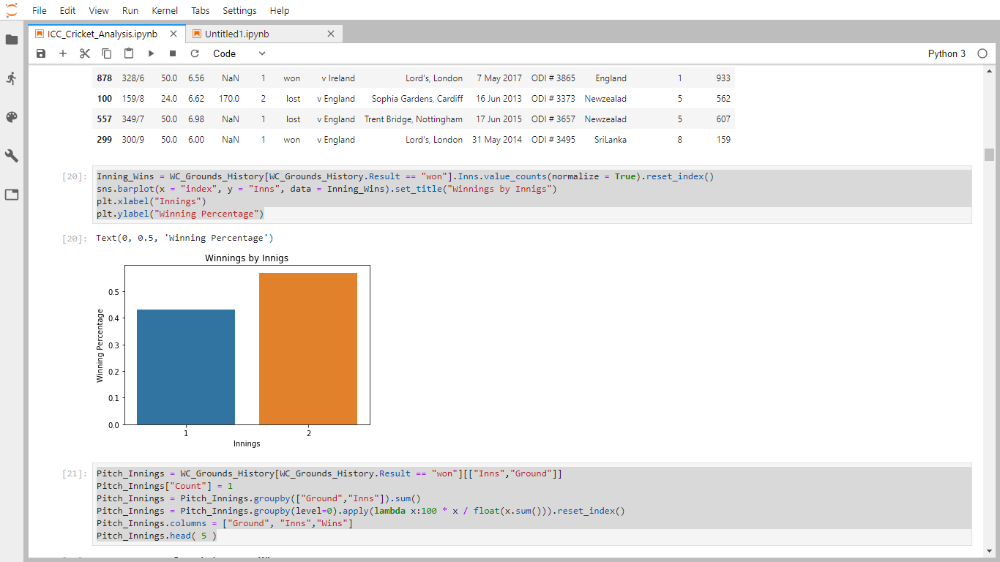 File Edit View Run Kernel Tabs Settings Help
ICC_Cricket_Analysis.ipynb Untitled1.ipynb
Code Python 3
878 328/6 50.0 6.56 NaN 1 won v Ireland Lord's, London 7 May 2017 ODI # 3865 England 1 933
100 159/8 24.0 6.62 170.0 2 lost v England Sophia Gardens, Cardiff 16 Jun 2013 ODI # 3373 Newzealad 5 562
557 349/7 50.0 6.98 NaN 1 lost v England Trent Bridge, Nottingham 17 Jun 2015 ODI # 3657 Newzealad 5 607
299 300/9 50.0 6.00 NaN 1 won v England Lord's, London 31 May 2014 ODI # 3495 SriLanka 8 159
[20]: Inning_Wins = WC_Grounds_History[WC_Grounds_History.Result == "won"].Inns.value_counts(normalize = True).reset_index()
sns.barplot(x = "index", y = "Inns", data = Inning_Wins).set_title("Winnings by Innigs")
plt.xlabel("Innings")
plt.ylabel("Winning Percentage")
[20]: Text(0, 0.5, 'Winning Percentage')
Winnings by Innigs
Winning Percentage
0.5
0.4
0.3
0.2
0.1
0.0
1 2
Innings
[21]: Pitch_Innings = WC_Grounds_History[WC_Grounds_History.Result == "won"][["Inns","Ground"]]
Pitch_Innings["Count"] = 1
Pitch_Innings = Pitch_Innings.groupby(["Ground","Inns"]).sum()
Pitch_Innings = Pitch_Innings.groupby(level=0).apply(lambda x:100 * x / float(x.sum())).reset_index()
Pitch_Innings.columns = ["Ground", "Inns","Wins"]
Pitch_Innings.head( 5 )